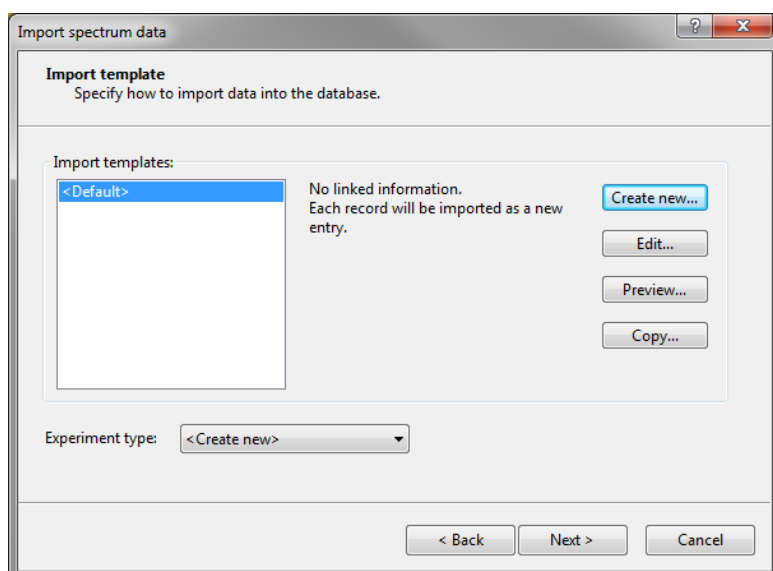 Import spectrum data
Import template
Specify how to import data into the database.
Import templates:
<Default>
No linked information.
Each record will be imported as a new
entry.
Create new...
Edit...
Preview...
Copy...
Experiment type:
<Create new>
< Back
Next >
Cancel